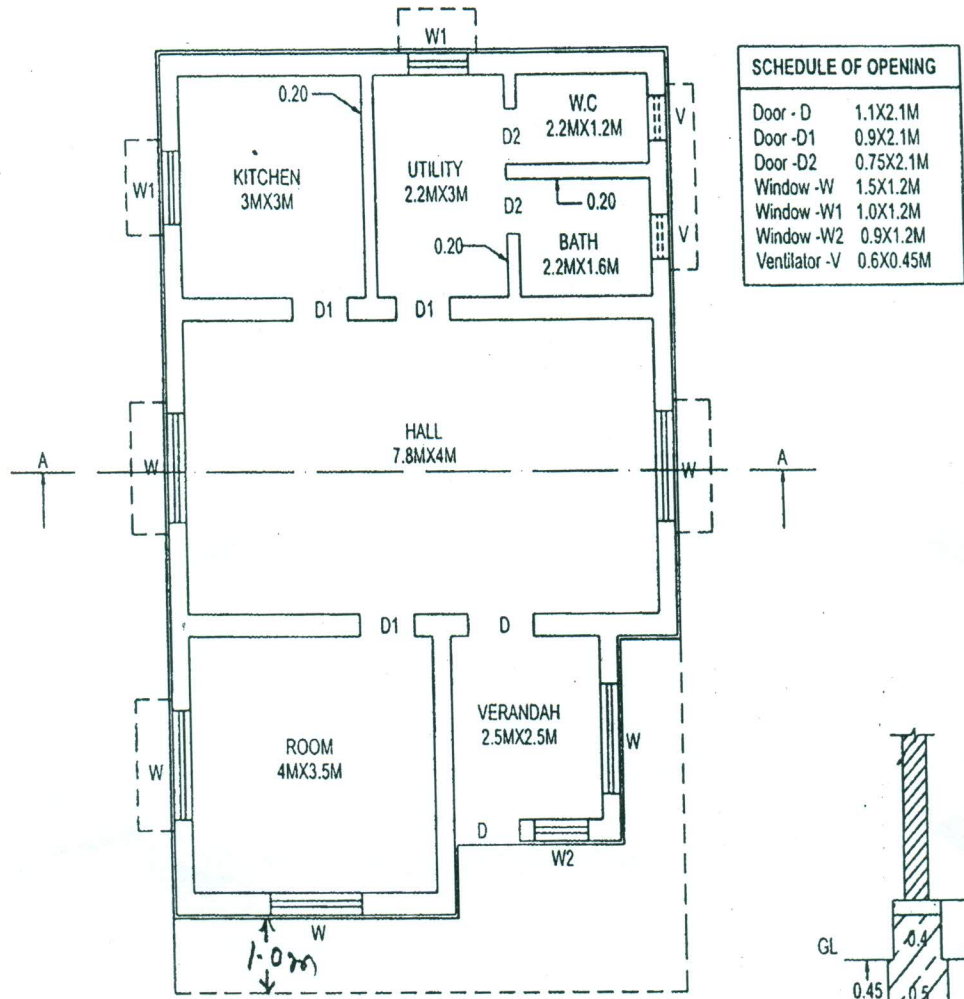 W1
SCHEDULE OF OPENING
Door - D 1.1X2.1M
Door -D1 0.9X2.1M
Door -D2 0.75X2.1M
Window -W 1.5X1.2M
Window -W1 1.0X1.2M
Window -W2 0.9X1.2M
Ventilator -V 0.6X0.45M
0.20
W.C
2.2MX1.2M
V
D2
W1
KITCHEN
3MX3M
UTILITY
2.2MX3M
D2
0.20
V
0.20
BATH
2.2MX1.6M
D1
D1
HALL
7.8MX4M
A
W
W
A
D1
D
VERANDAH
2.5MX2.5M
W
ROOM
4MX3.5M
W
D
W2
W
1.0m
GL
0.4
0.45
0.5